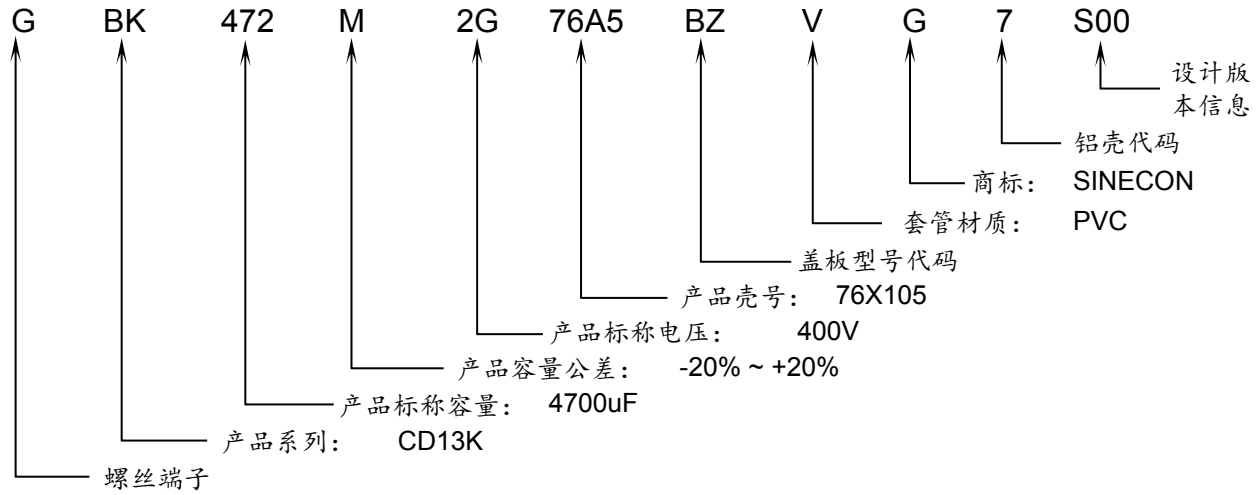 G BK 472 M 2G 76A5 BZ V G 7 S00
设计版
本信息
铝壳代码
商标： SINECON
套管材质： PVC
盖板型号代码
产品壳号： 76X105
产品标称电压： 400V
产品容量公差： -20% ~ +20%
产品标称容量： 4700uF
产品系列： CD13K
螺丝端子